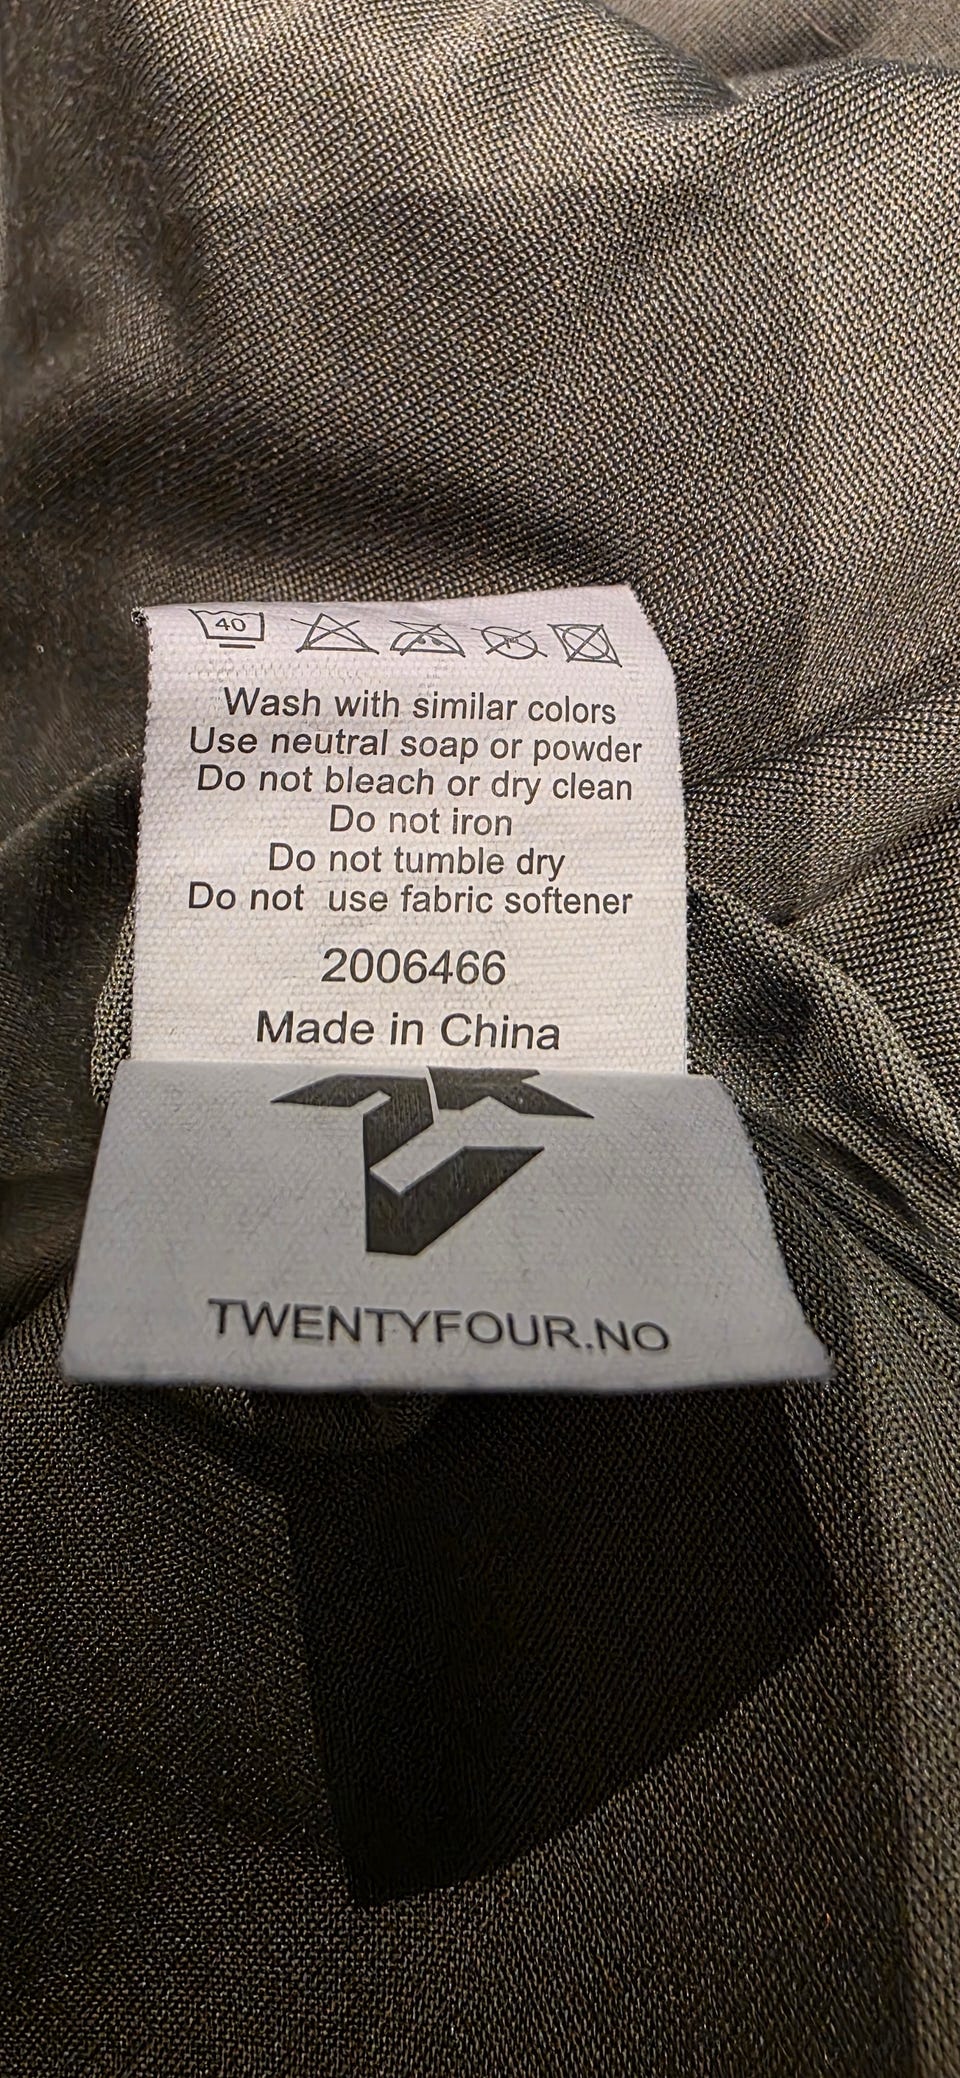 40
Wash with similar colors
Use neutral soap or powder
Do not bleach or dry clean
Do not iron
Do not tumble dry
Do not use fabric softener
2006466
Made in China
TWENTYFOUR.NO